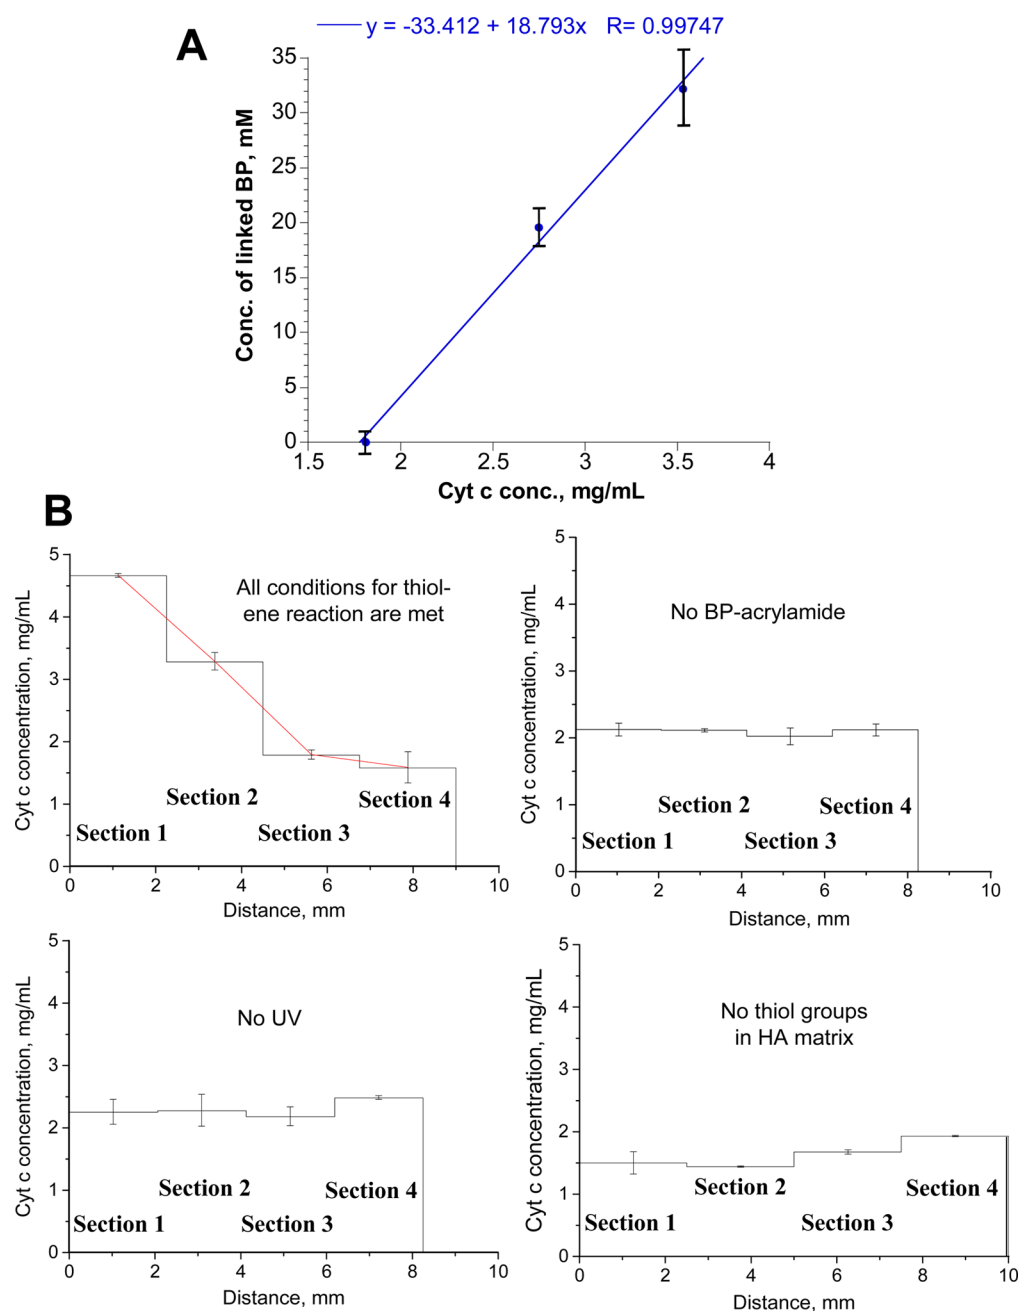 y = -33.412 + 18.793x R= 0.99747
A
35
30
25
20
15
10
5
0
Conc. of linked BP, mM
1.5 2 2.5 3 3.5 4
Cyt c conc., mg/mL
B
5
4
3
2
1
0
Cyt c concentration, mg/mL
All conditions for thiol-
ene reaction are met
Section 1
Section 2
Section 3
Section 4
0 2 4 6 8 10
Distance, mm
5
4
3
2
1
0
Cyt c concentration, mg/mL
No BP-acrylamide
Section 1
Section 2
Section 3
Section 4
0 2 4 6 8 10
Distance, mm
5
4
3
2
1
0
Cyt c concentration, mg/mL
No UV
Section 1
Section 2
Section 3
Section 4
0 2 4 6 8 10
Distance, mm
5
4
3
2
1
0
Cyt c concentration, mg/mL
No thiol groups
in HA matrix
Section 1
Section 2
Section 3
Section 4
0 2 4 6 8 10
Distance, mm